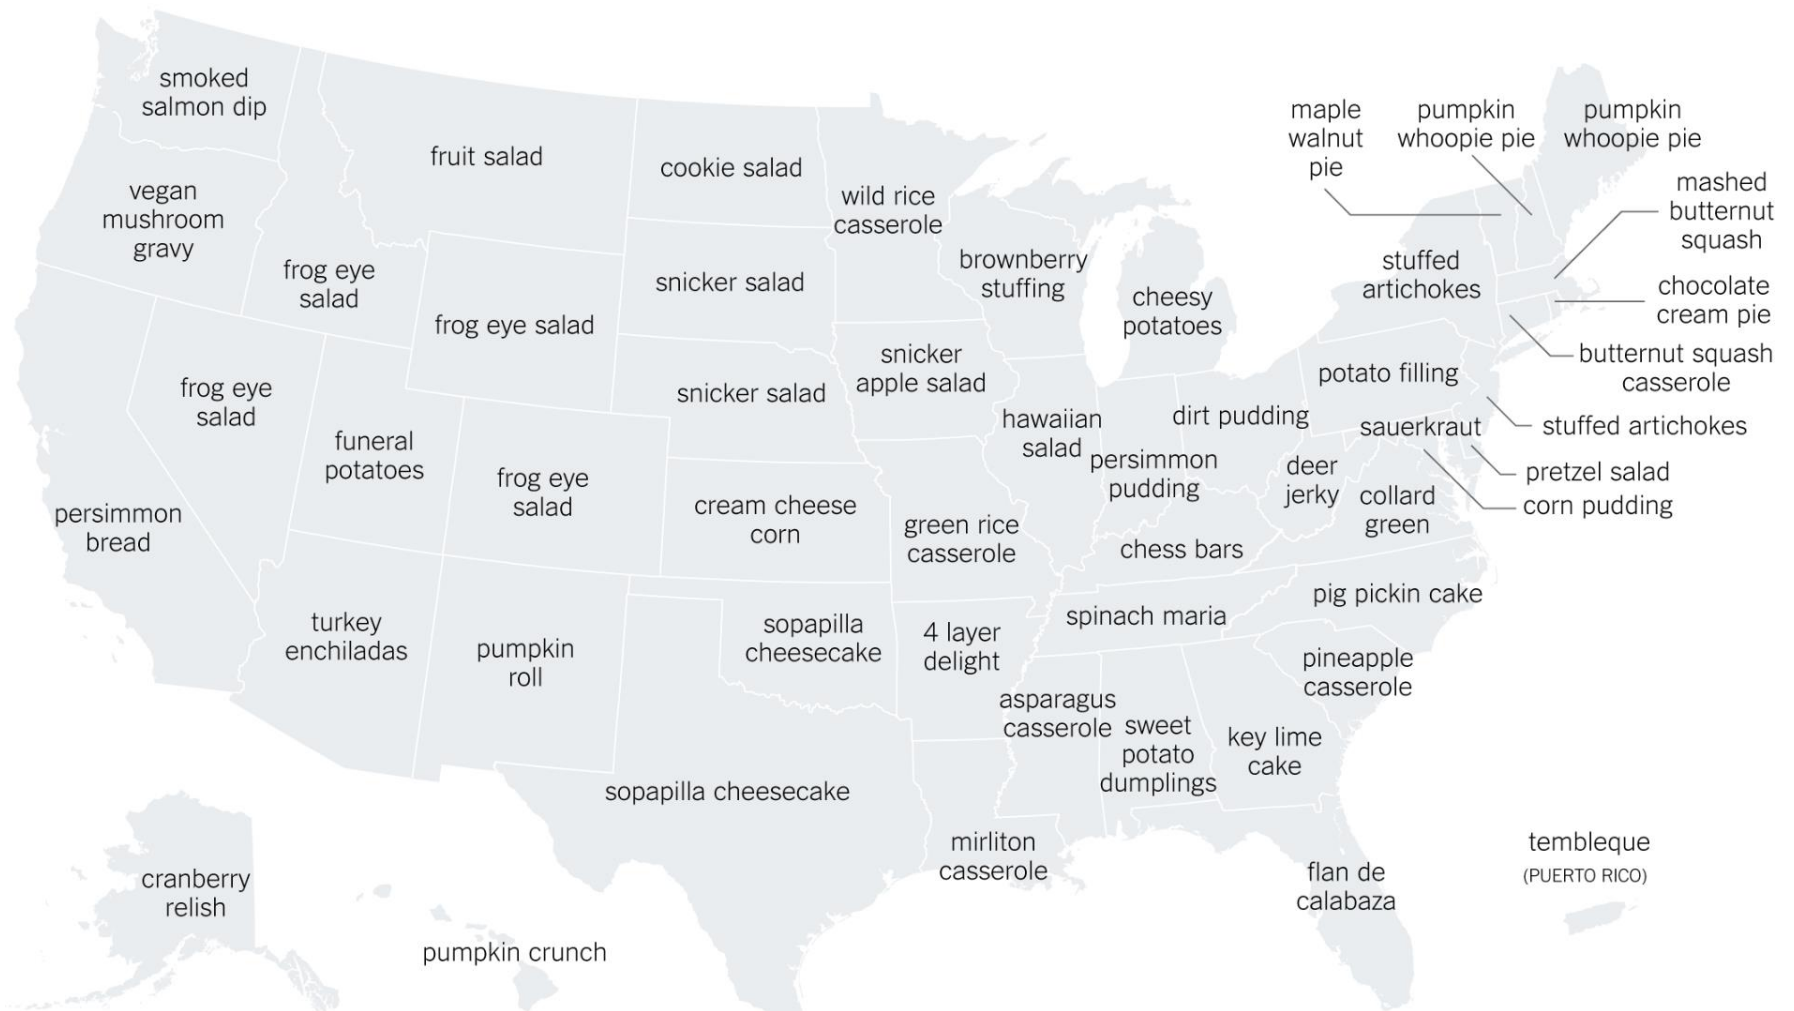 smoked
salmon dip
vegan
mushroom
gravy
fruit salad
frog eye
salad
frog eye salad
cookie salad
snicker salad
snicker salad
wild rice
casserole
brownberry
stuffing
cheesy
potatoes
snicker
apple salad
maple
walnut
pie
pumpkin
whoopie pie
pumpkin
whoopie pie
mashed
butternut
squash
stuffed
artichokes
chocolate
cream pie
butternut squash
casserole
potato filling
stuffed artichokes
sauerkraut
pretzel salad
corn pudding
frog eye
salad
funeral
potatoes
frog eye
salad
persimmon
bread
cream cheese
corn
green rice
casserole
hawaiian
salad
persimmon
pudding
dirt pudding
deer
jerky
collard
green
chess bars
pig pickin cake
spinach maria
turkey
enchiladas
pumpkin
roll
sopapilla
cheesecake
4 layer
delight
pineapple
casserole
asparagus
casserole
sweet
potato
dumplings
key lime
cake
sopapilla cheesecake
mirliton
casserole
flan de
calabaza
tembleque
(PUERTO RICO)
cranberry
relish
pumpkin crunch